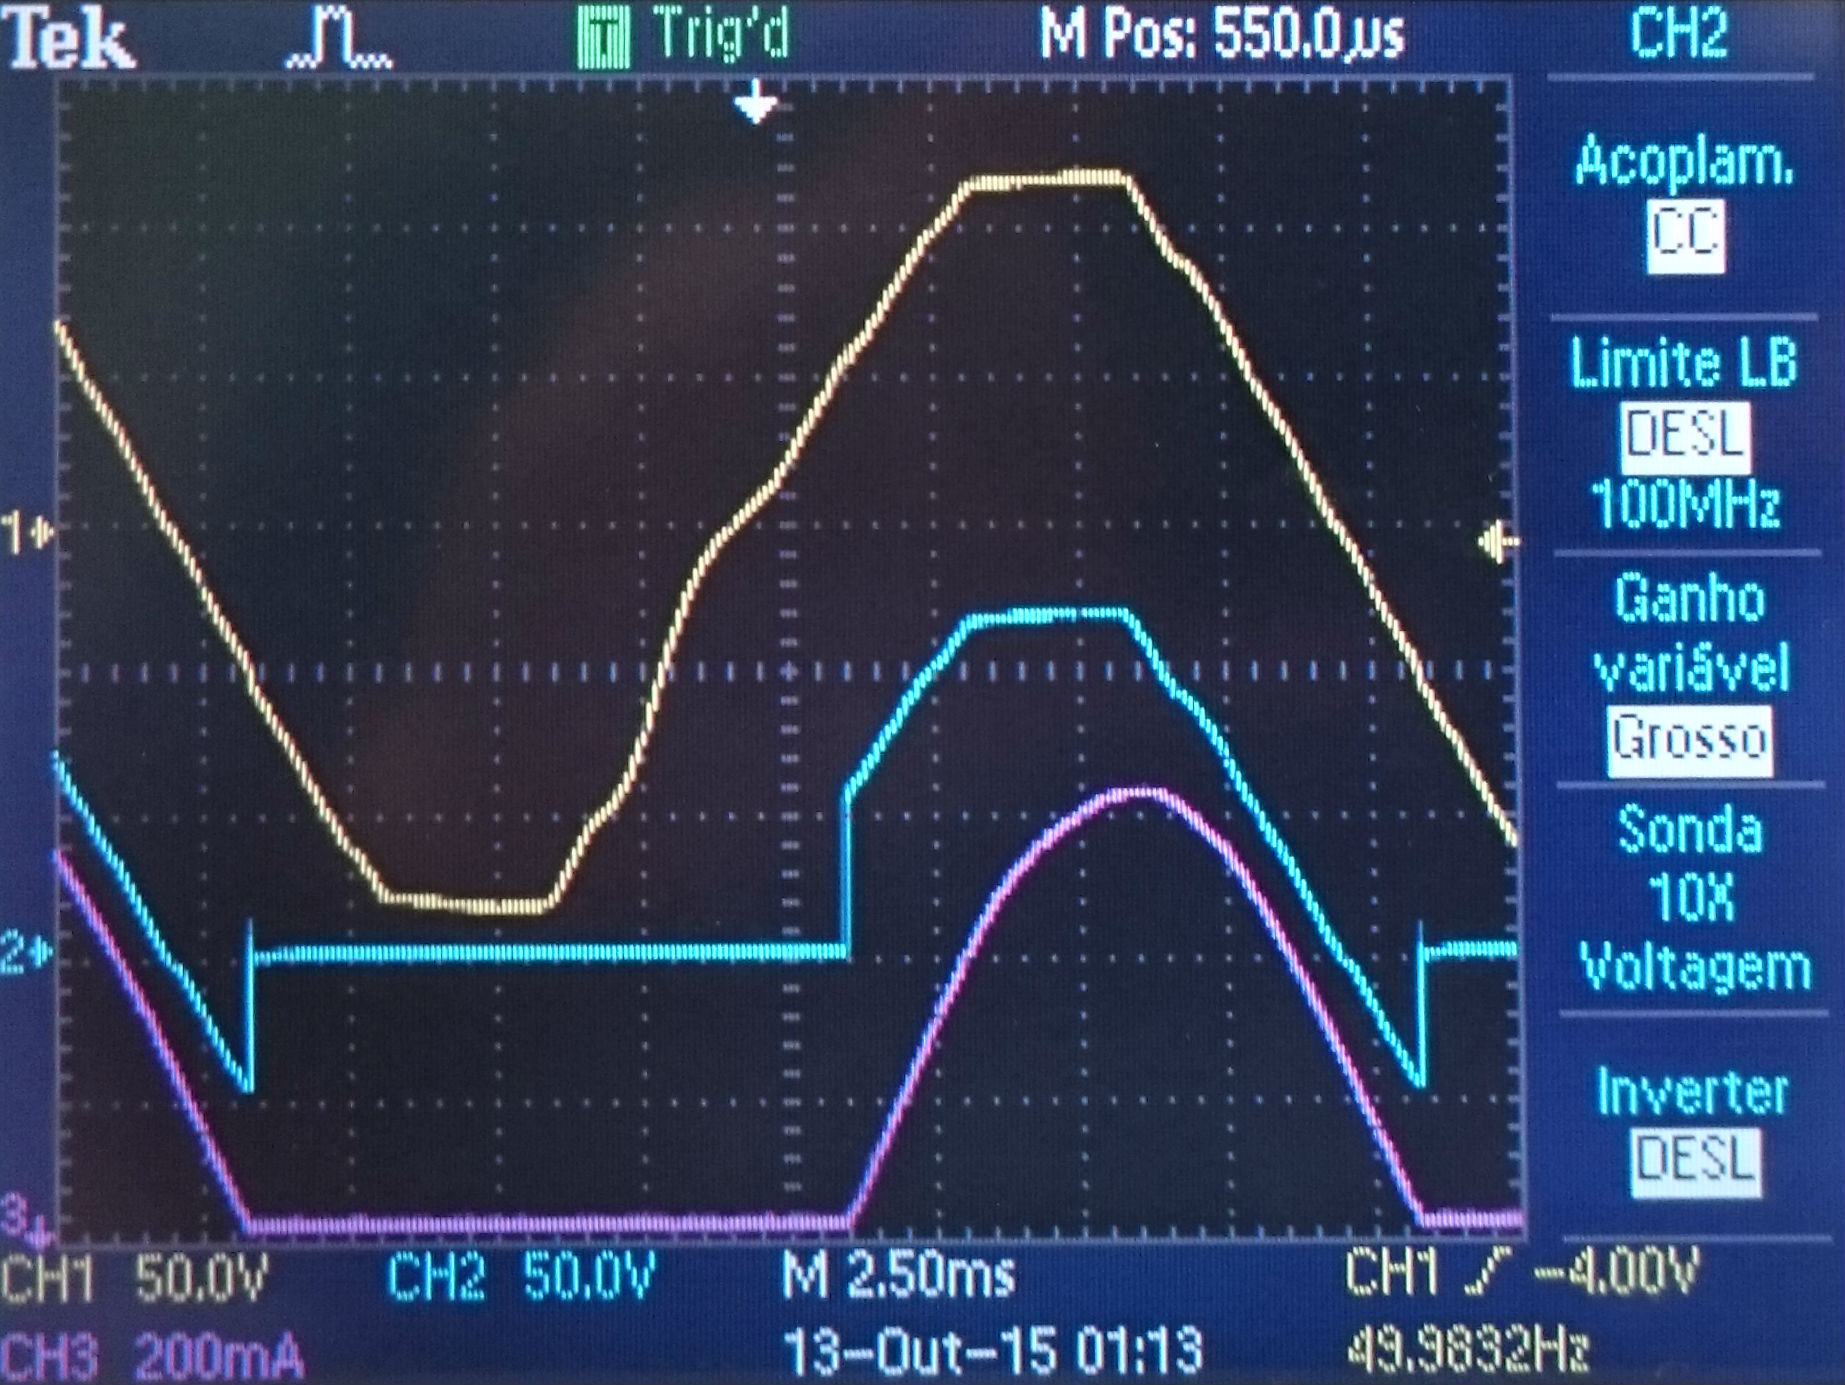 Tek Trig'd M Pos: 550.0µs CH2
Acoplam.
CC
Limite LB
DESL
100MHz
Ganho
variável
Grosso
Sonda
10X
Voltagem
Inverter
DESL
1
2
3
CH1 50.0V CH2 50.0V M 2.50ms CH1 -4.00V
CH3 200mA 13-Out-15 01:13 49.9832Hz